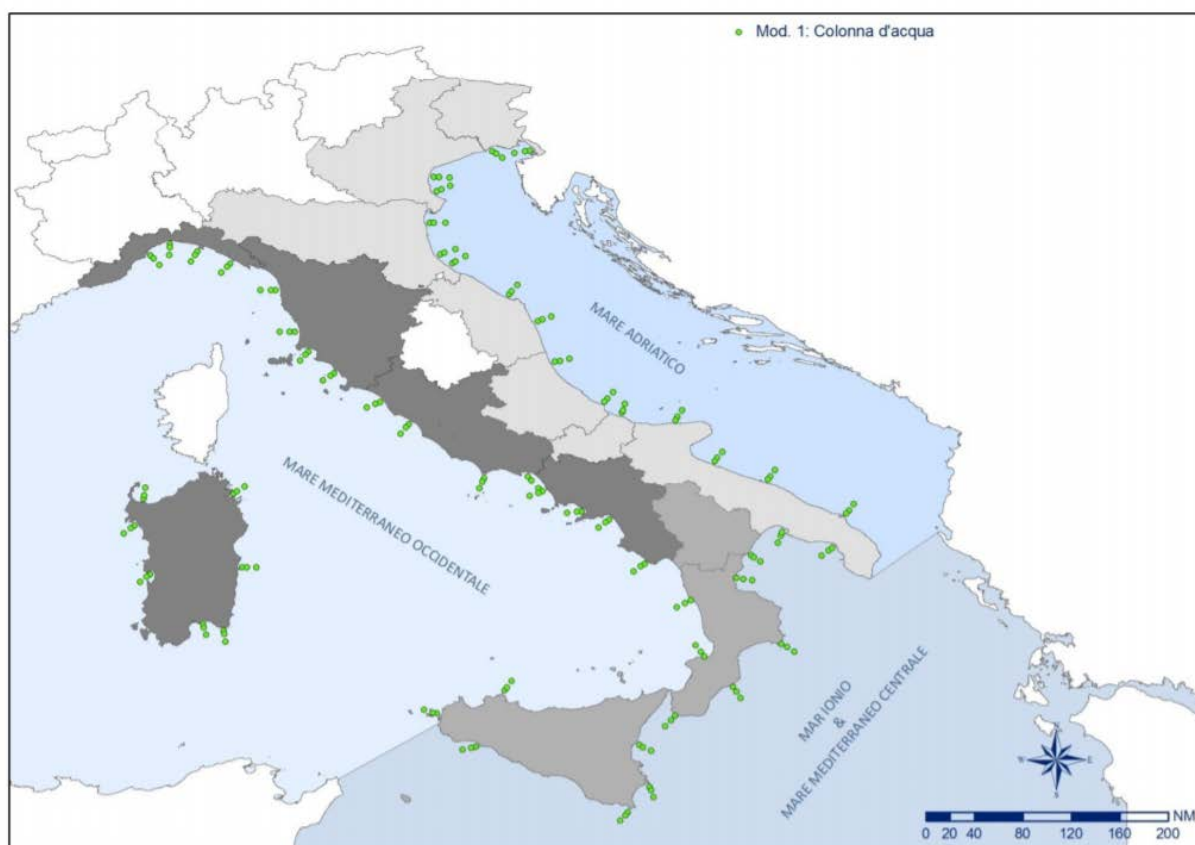 Mod. 1: Colonna d'acqua
MARE ADRIATICO
MARE MEDITERRANEO OCCIDENTALE
MAR IONIO
&
MARE MEDITERRANEO CENTRALE
N
W
E
S
NM
0 20 40 80 120 160 200